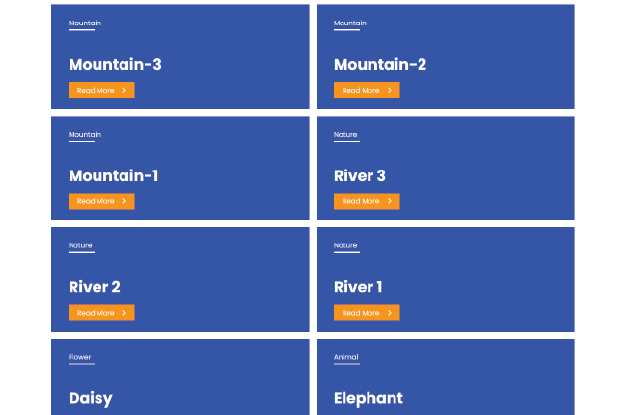 Mountain
Mountain-3
Read More
Mountain
Mountain-2
Read More
Mountain
Mountain-1
Read More
Nature
River 3
Read More
Nature
River 2
Read More
Nature
River 1
Read More
Flower
Daisy
Animal
Elephant